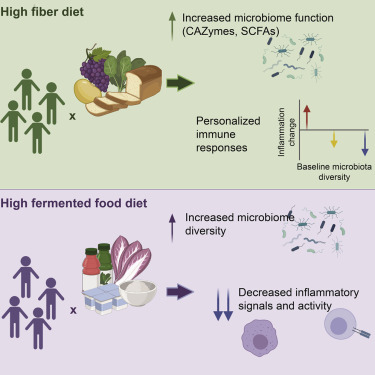 High fiber diet
Increased microbiome function
(CAZymes, SCFAs)
x
Personalized
immune
responses
Inflammation
change
Baseline microbiota
diversity
High fermented food diet
Increased microbiome
diversity
x
Decreased inflammatory
signals and activity